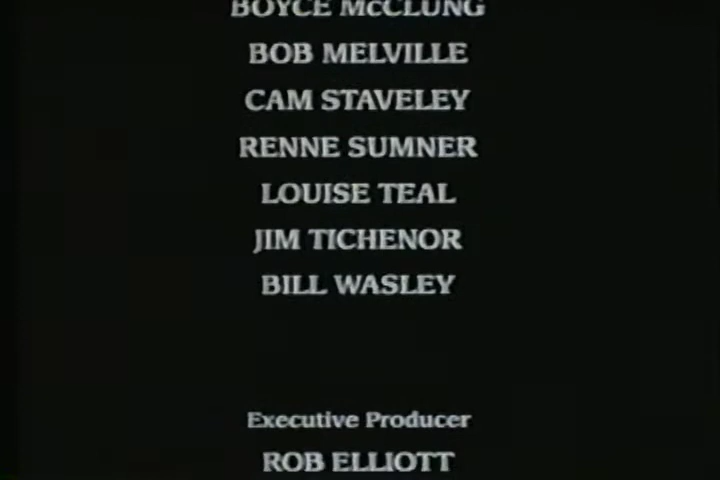 BOYCE McCLUNG
BOB MELVILLE
CAM STAVELEY
RENNE SUMNER
LOUISE TEAL
JIM TICHENOR
BILL WASLEY
Executive Producer
ROB ELLIOTT